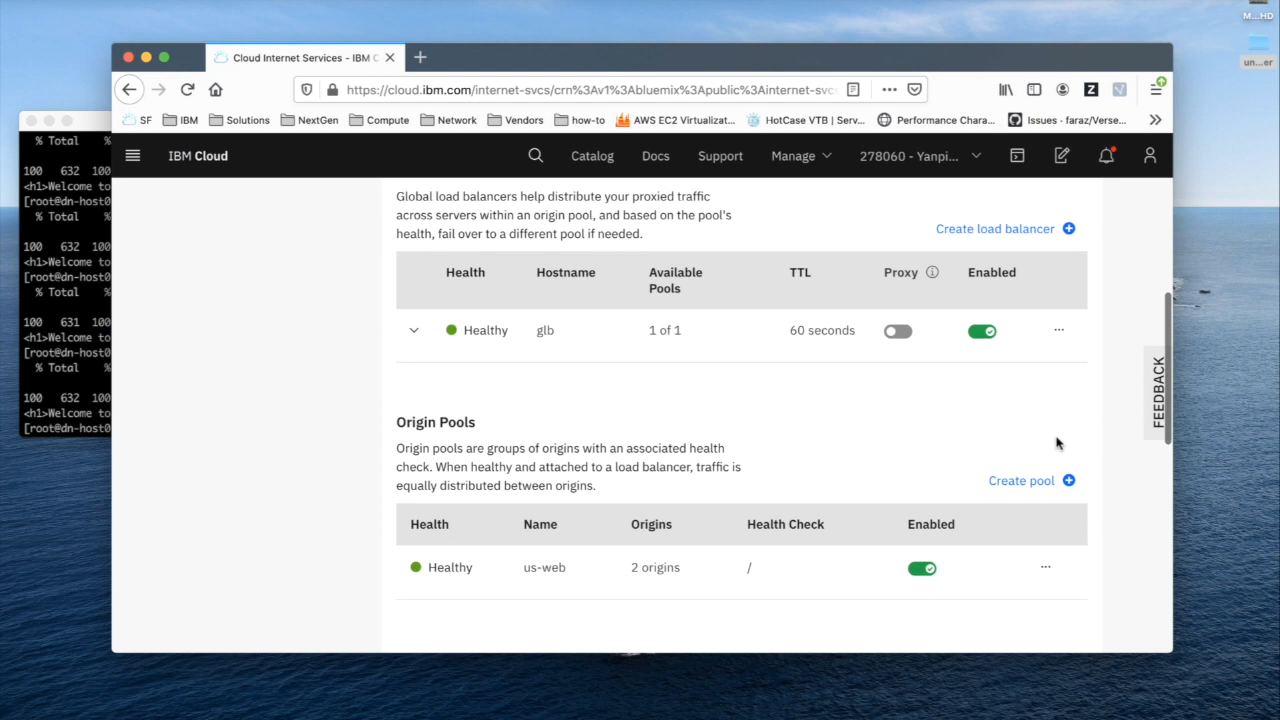 M...HD
un...er
Cloud Internet Services - IBM C
https://cloud.ibm.com/internet-svcs/crn%3Av1%3Abluemix%3Apublic%3Ainternet-svcs
SF IBM Solutions NextGen Compute Network Vendors how-to AWS EC2 Virtualizat... HotCase VTB | Serv... Performance Chara... Issues · faraz/Verse...
IBM Cloud Catalog Docs Support Manage 278060 - Yanpi...
% Total %
100 632 100
<h1>Welcome to
[root@dn-host0
% Total %
100 632 100
<h1>Welcome to
[root@dn-host0
% Total %
100 631 100
<h1>Welcome to
[root@dn-host0
% Total %
100 632 100
<h1>Welcome to
[root@dn-host0
Global load balancers help distribute your proxied traffic
across servers within an origin pool, and based on the pool's
health, fail over to a different pool if needed.
Create load balancer
Health Hostname Available Pools TTL Proxy Enabled
Healthy glb 1 of 1 60 seconds
Origin Pools
Origin pools are groups of origins with an associated health
check. When healthy and attached to a load balancer, traffic is
equally distributed between origins.
Create pool
Health Name Origins Health Check Enabled
Healthy us-web 2 origins /
FEEDBACK